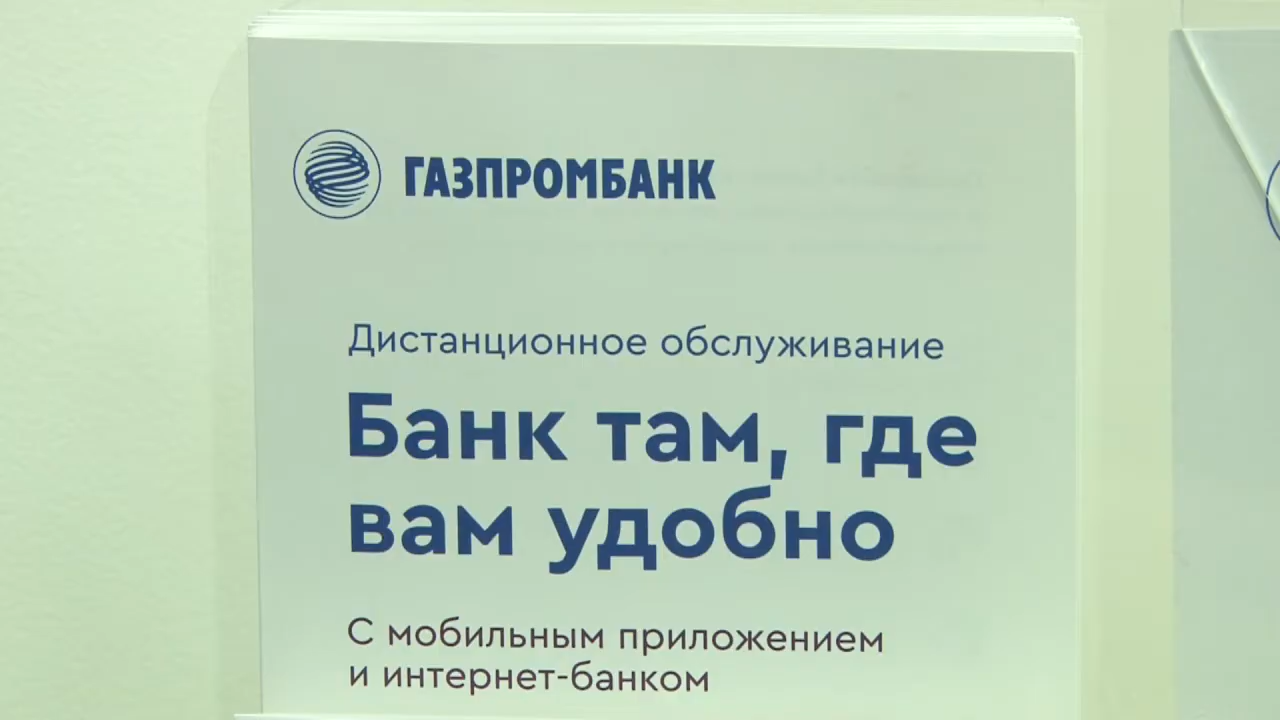 ГАЗПРОМБАНК
Дистанционное обслуживание
Банк там, где
вам удобно
С мобильным приложением
и интернет-банком